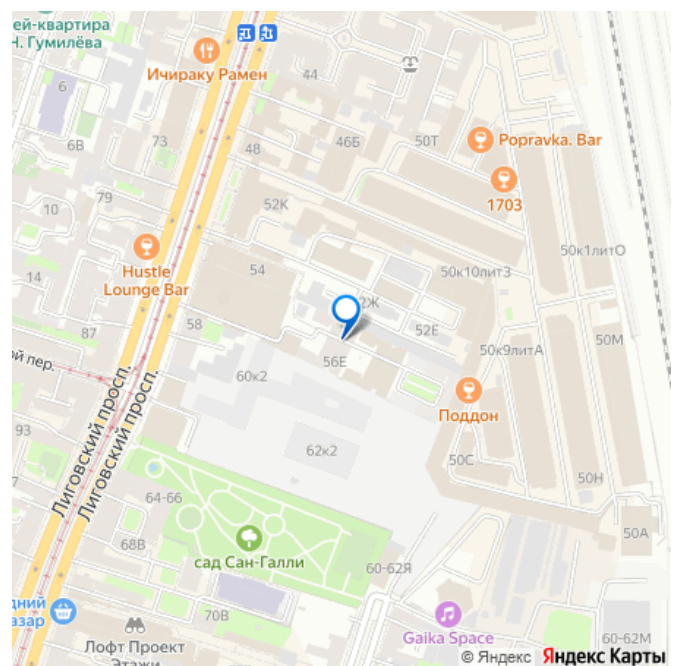 ей-квартира
Н. Гумилёва
Ичираку Рамен
44
6
6В
73
48
46Б
50Т
Popravka. Bar
1703
79
52К
10
50к1литО
54
50к10лит3
14
Hustle
Lounge Bar
2Ж
52Е
87
58
50М
56Е
50к9литА
ой пер.
60к2
Поддон
Лиговский просп.
Лиговский просп.
93
62к2
50С
50Н
64-66
50А
68В
сад Сан-Галли
60-62Я
дний
азар
70В
Gaika Space
60-62М
Лофт Проект
Этажи
© Яндекс Яндекс Карты